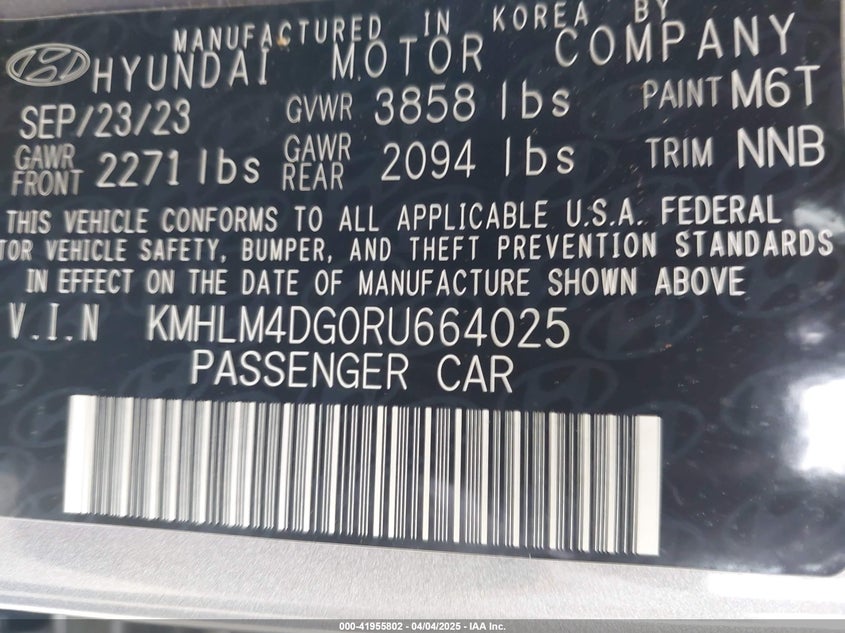 MANUFACTURED IN KOREA BY
HYUNDAI MOTOR COMPANY
SEP/23/23 GVWR 3858 lbs PAINT M6T
GAWR FRONT 2271 lbs GAWR REAR 2094 lbs TRIM NNB
THIS VEHICLE CONFORMS TO ALL APPLICABLE U.S.A. FEDERAL
TOR VEHICLE SAFETY, BUMPER, AND THEFT PREVENTION STANDARDS
IN EFFECT ON THE DATE OF MANUFACTURE SHOWN ABOVE
V.I.N KMHLM4DG0RU664025
PASSENGER CAR
000-41955802 - 04/04/2025 - IAA Inc.